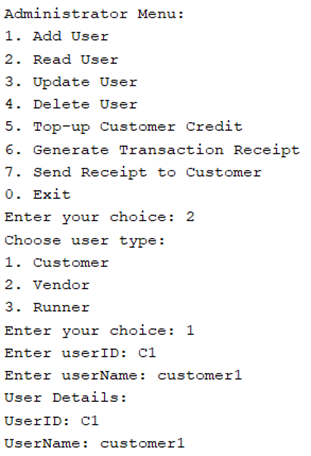 Administrator Menu:
1. Add User
2. Read User
3. Update User
4. Delete User
5. Top-up Customer Credit
6. Generate Transaction Receipt
7. Send Receipt to Customer
0. Exit
Enter your choice: 2
Choose user type:
1. Customer
2. Vendor
3. Runner
Enter your choice: 1
Enter userID: C1
Enter userName: customer1
User Details:
UserID: C1
UserName: customer1